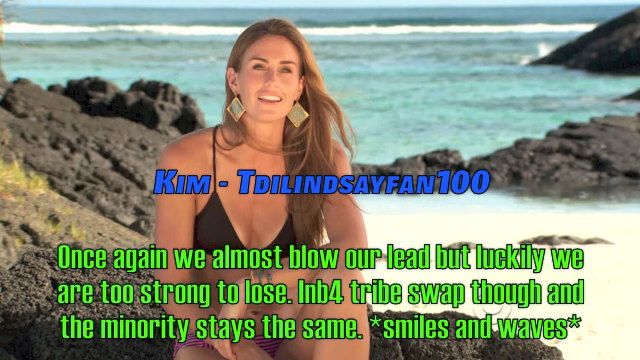 Kim - Tdilindsayfan100
Once again we almost blow our lead but luckily we
are too strong to lose. Inb4 tribe swap though and
the minority stays the same. *smiles and waves*